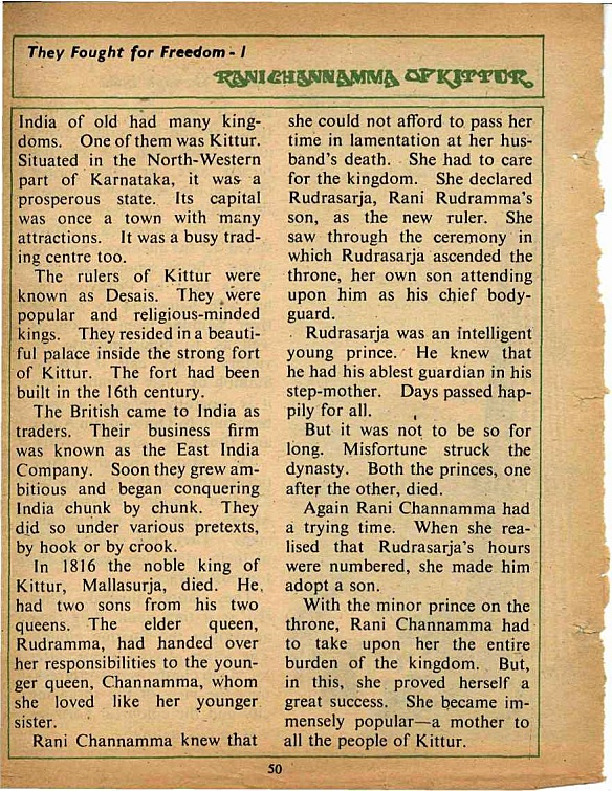 They Fought for Freedom - I
RANI CHANNAMMA OF KITTUR
India of old had many king-
doms. One of them was Kittur.
Situated in the North-Western
part of Karnataka, it was a
prosperous state. Its capital
was once a town with many
attractions. It was a busy trad-
ing centre too.
The rulers of Kittur were
known as Desais. They were
popular and religious-minded
kings. They resided in a beauti-
ful palace inside the strong fort
of Kittur. The fort had been
built in the 16th century.
The British came to India as
traders. Their business firm
was known as the East India
Company. Soon they grew am-
bitious and began conquering
India chunk by chunk. They
did so under various pretexts,
by hook or by crook.
In 1816 the noble king of
Kittur, Mallasurja, died. He
had two sons from his two
queens. The elder queen,
Rudramma, had handed over
her responsibilities to the youn-
ger queen, Channamma, whom
she loved like her younger
sister.
Rani Channamma knew that
she could not afford to pass her
time in lamentation at her hus-
band's death. She had to care
for the kingdom. She declared
Rudrasarja, Rani Rudramma's
son, as the new ruler. She
saw through the ceremony in
which Rudrasarja ascended the
throne, her own son attending
upon him as his chief body-
guard.
Rudrasarja was an intelligent
young prince. He knew that
he had his ablest guardian in his
step-mother. Days passed hap-
pily for all.
But it was not to be so for
long. Misfortune struck the
dynasty. Both the princes, one
after the other, died.
Again Rani Channamma had
a trying time. When she rea-
lised that Rudrasarja's hours
were numbered, she made him
adopt a son.
With the minor prince on the
throne, Rani Channamma had
to take upon her the entire
burden of the kingdom. But,
in this, she proved herself a
great success. She became im-
mensely popular—a mother to
all the people of Kittur.
50